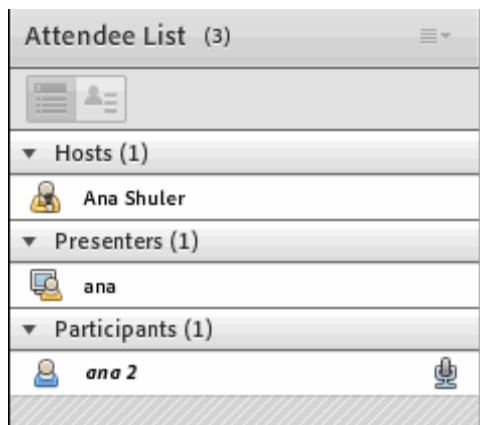 Attendee List (3)
Hosts (1)
Ana Shuler
Presenters (1)
ana
Participants (1)
ana 2